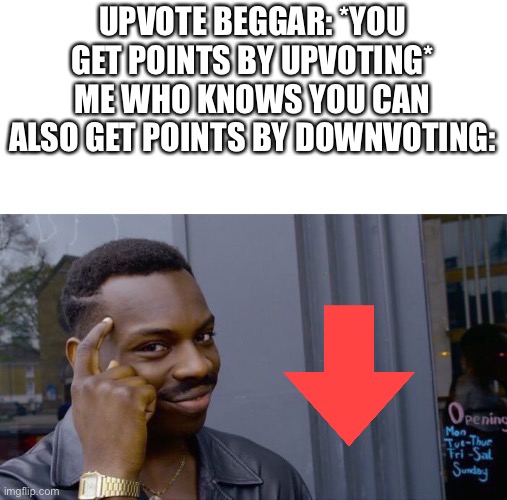 UPVOTE BEGGAR: *YOU
GET POINTS BY UPVOTING*
ME WHO KNOWS YOU CAN
ALSO GET POINTS BY DOWNVOTING:
Opening
Mon
Tue-Thur
Fri-Sat
Sunday
imgflip.com